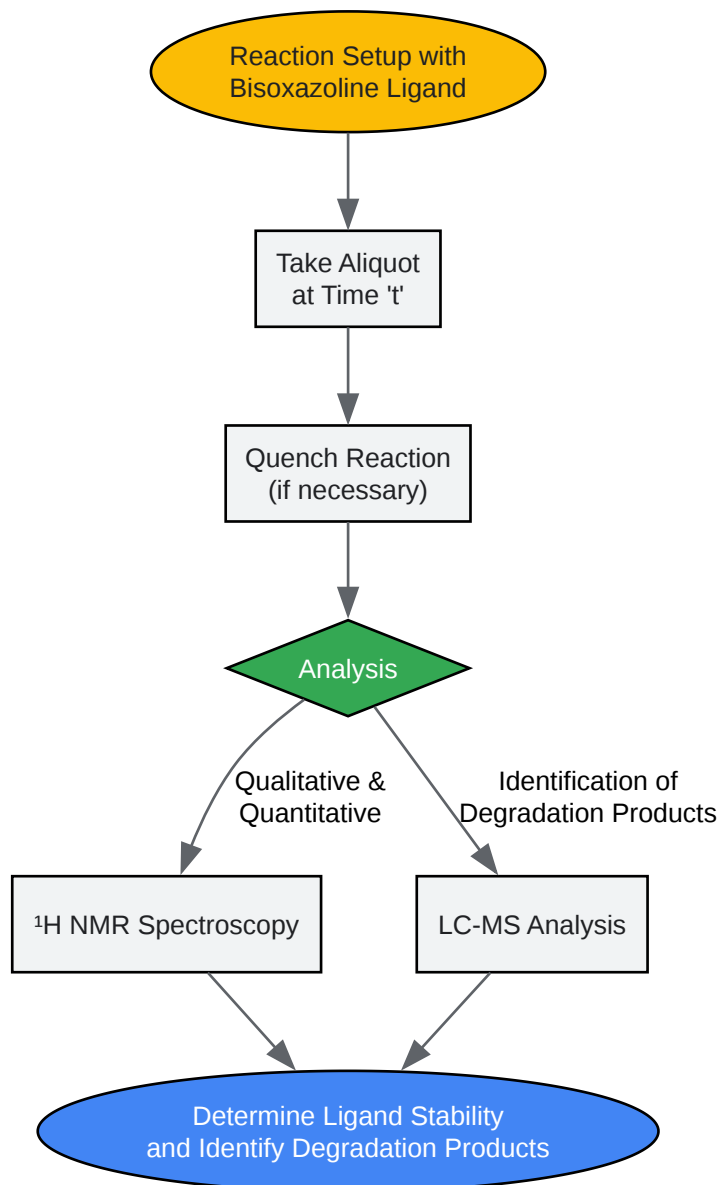 Reaction Setup with
Bisoxazoline Ligand
Take Aliquot
at Time 't'
Quench Reaction
(if necessary)
Analysis
Qualitative &
Quantitative
Identification of
Degradation Products
¹H NMR Spectroscopy
LC-MS Analysis
Determine Ligand Stability
and Identify Degradation Products